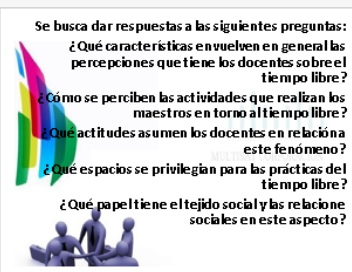 Se busca dar respuestas a las siguientes preguntas:
¿Qué características envuelven en general las
percepciones que tiene los docentes sobre el
tiempo libre?
¿Cómo se perciben las actividades que realizan los
maestros en torno al tiempo libre?
¿Qué actitudes asumen los docentes en relación a
este fenómeno?
¿Qué espacios se privilegian para las prácticas del
tiempo libre?
¿Qué papel tiene el tejido social y las relacione
sociales en este aspecto?